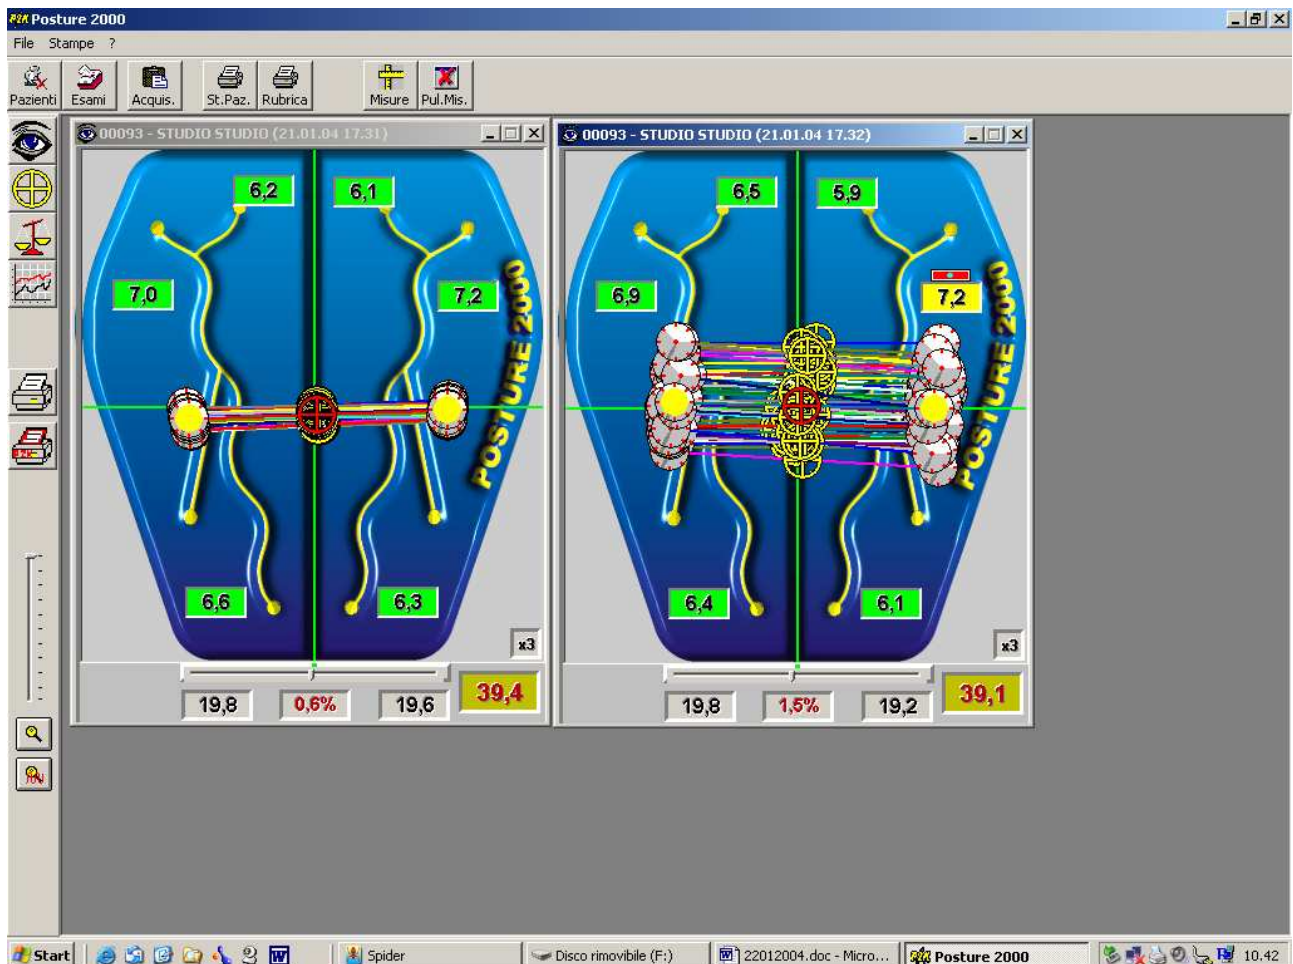 P2K Posture 2000
File Stampe ?
Pazienti Esami Acquis. St.Paz. Rubrica Misure Pul.Mis.
00093 - STUDIO STUDIO (21.01.04 17.31)
6,2 6,1
7,0 7,2
POSTURE 2000
6,6 6,3
x3
19,8 0,6% 19,6 39,4
00093 - STUDIO STUDIO (21.01.04 17.32)
6,5 5,9
6,9 7,2
POSTURE 2000
6,4 6,1
x3
19,8 1,5% 19,2 39,1
Start Spider Disco rimovibile (F:) 22012004.doc - Micro... P2K Posture 2000 10.42